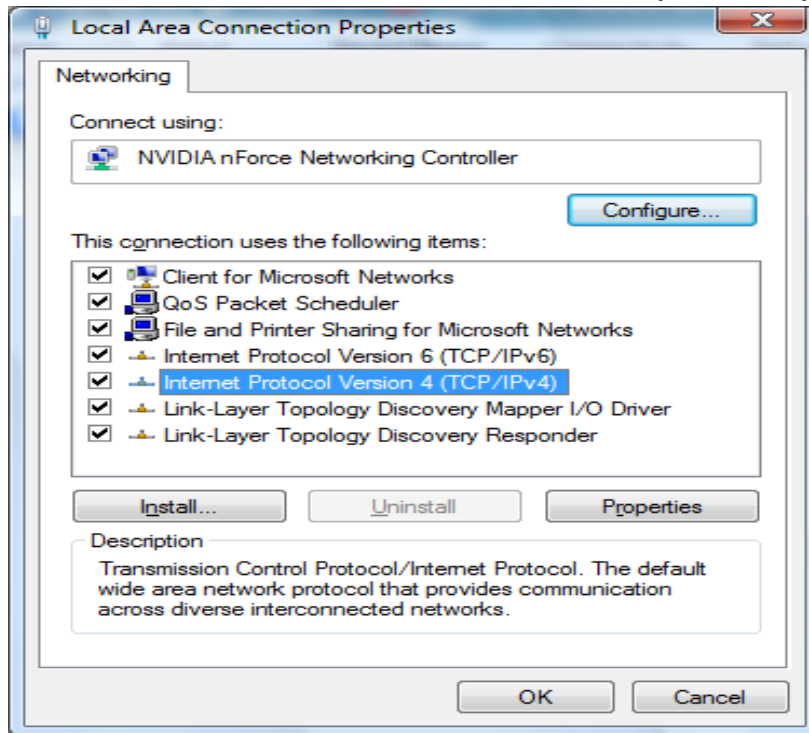 Local Area Connection Properties
Networking
Connect using:
NVIDIA nForce Networking Controller
Configure...
This connection uses the following items:
Client for Microsoft Networks
QoS Packet Scheduler
File and Printer Sharing for Microsoft Networks
Internet Protocol Version 6 (TCP/IPv6)
Internet Protocol Version 4 (TCP/IPv4)
Link-Layer Topology Discovery Mapper I/O Driver
Link-Layer Topology Discovery Responder
Install... Uninstall Properties
Description
Transmission Control Protocol/Internet Protocol. The default
wide area network protocol that provides communication
across diverse interconnected networks.
OK Cancel